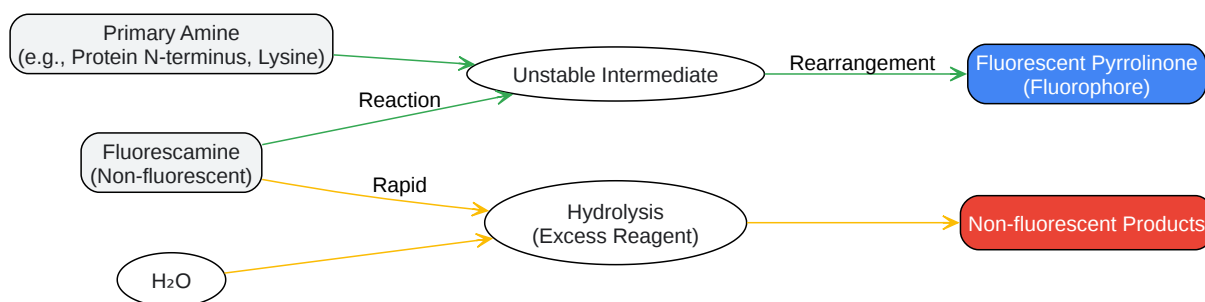 Primary Amine
(e.g., Protein N-terminus, Lysine)
Unstable Intermediate
Rearrangement
Fluorescent Pyrrolinone
(Fluorophore)
Reaction
Fluorescamine
(Non-fluorescent)
Rapid
Hydrolysis
(Excess Reagent)
Non-fluorescent Products
H₂O